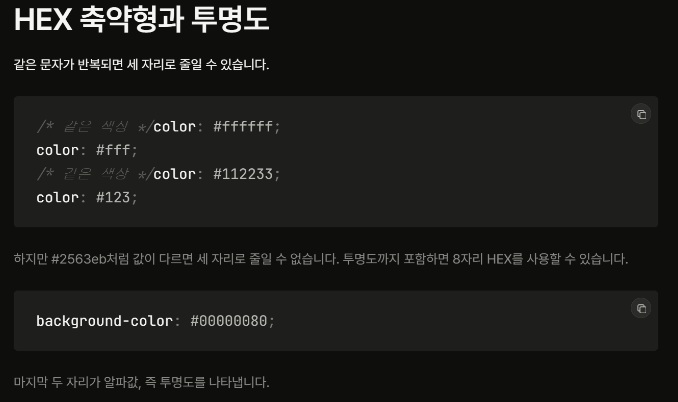 HEX 축약형과 투명도
같은 문자가 반복되면 세 자리로 줄일 수 있습니다.
/* 같은 색상 */color: #ffffff;
color: #fff;
/* 같은 색상 */color: #112233;
color: #123;
하지만 #2563eb처럼 값이 다르면 세 자리로 줄일 수 없습니다. 투명도까지 포함하면 8자리 HEX를 사용할 수 있습니다.
background-color: #00000080;
마지막 두 자리가 알파값, 즉 투명도를 나타냅니다.